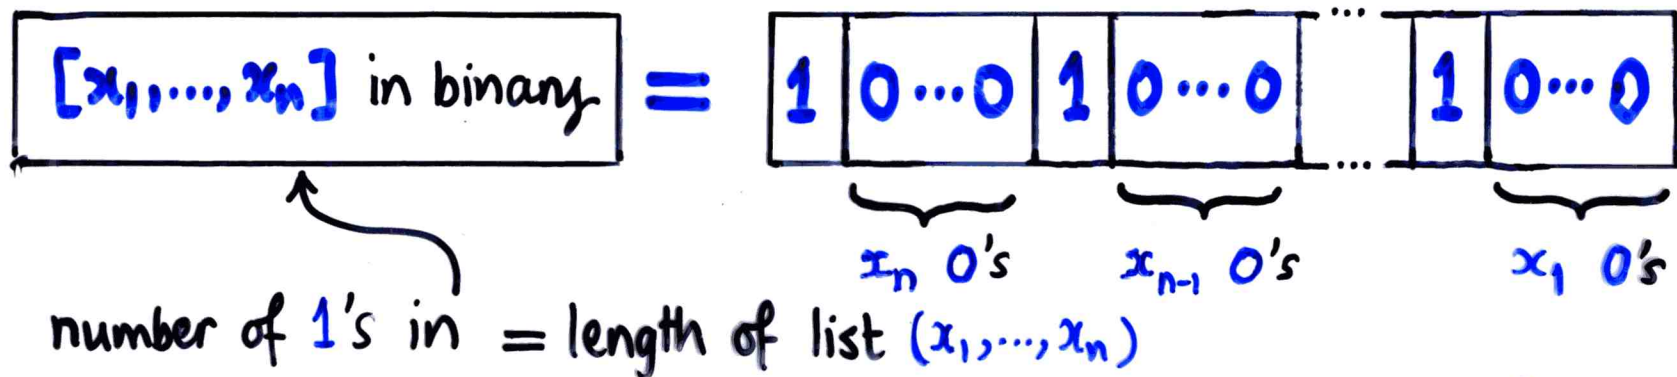 [x₁,...,xₙ] in binary = 1 0...0 1 0...0 ... 1 0...0
...
xₙ 0's xₙ₋₁ 0's x₁ 0's
number of 1's in = length of list (x₁,...,xₙ)